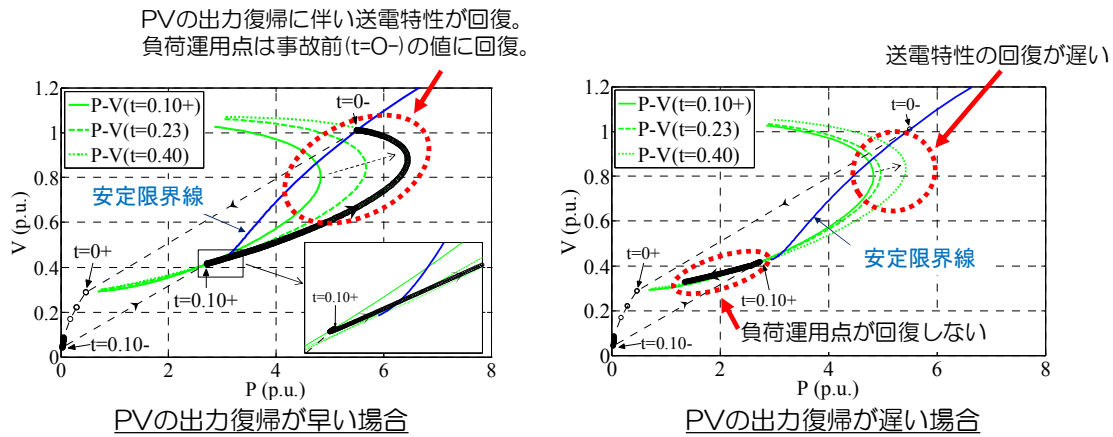 PVの出力復帰に伴い送電特性が回復。
負荷運用点は事故前(t=0-)の値に回復。
P-V(t=0.10+)
P-V(t=0.23)
P-V(t=0.40)
t=0-
安定限界線
t=0+
t=0.10+
t=0.10-
t=0.10+
V (p.u.)
1.2
1
0.8
0.6
0.4
0.2
0
0
2
4
6
8
P (p.u.)
PVの出力復帰が早い場合
送電特性の回復が遅い
P-V(t=0.10+)
P-V(t=0.23)
P-V(t=0.40)
t=0-
安定限界線
t=0+
t=0.10+
負荷運用点が回復しない
t=0.10-
V (p.u.)
1.2
1
0.8
0.6
0.4
0.2
0
0
2
4
6
8
P (p.u.)
PVの出力復帰が遅い場合